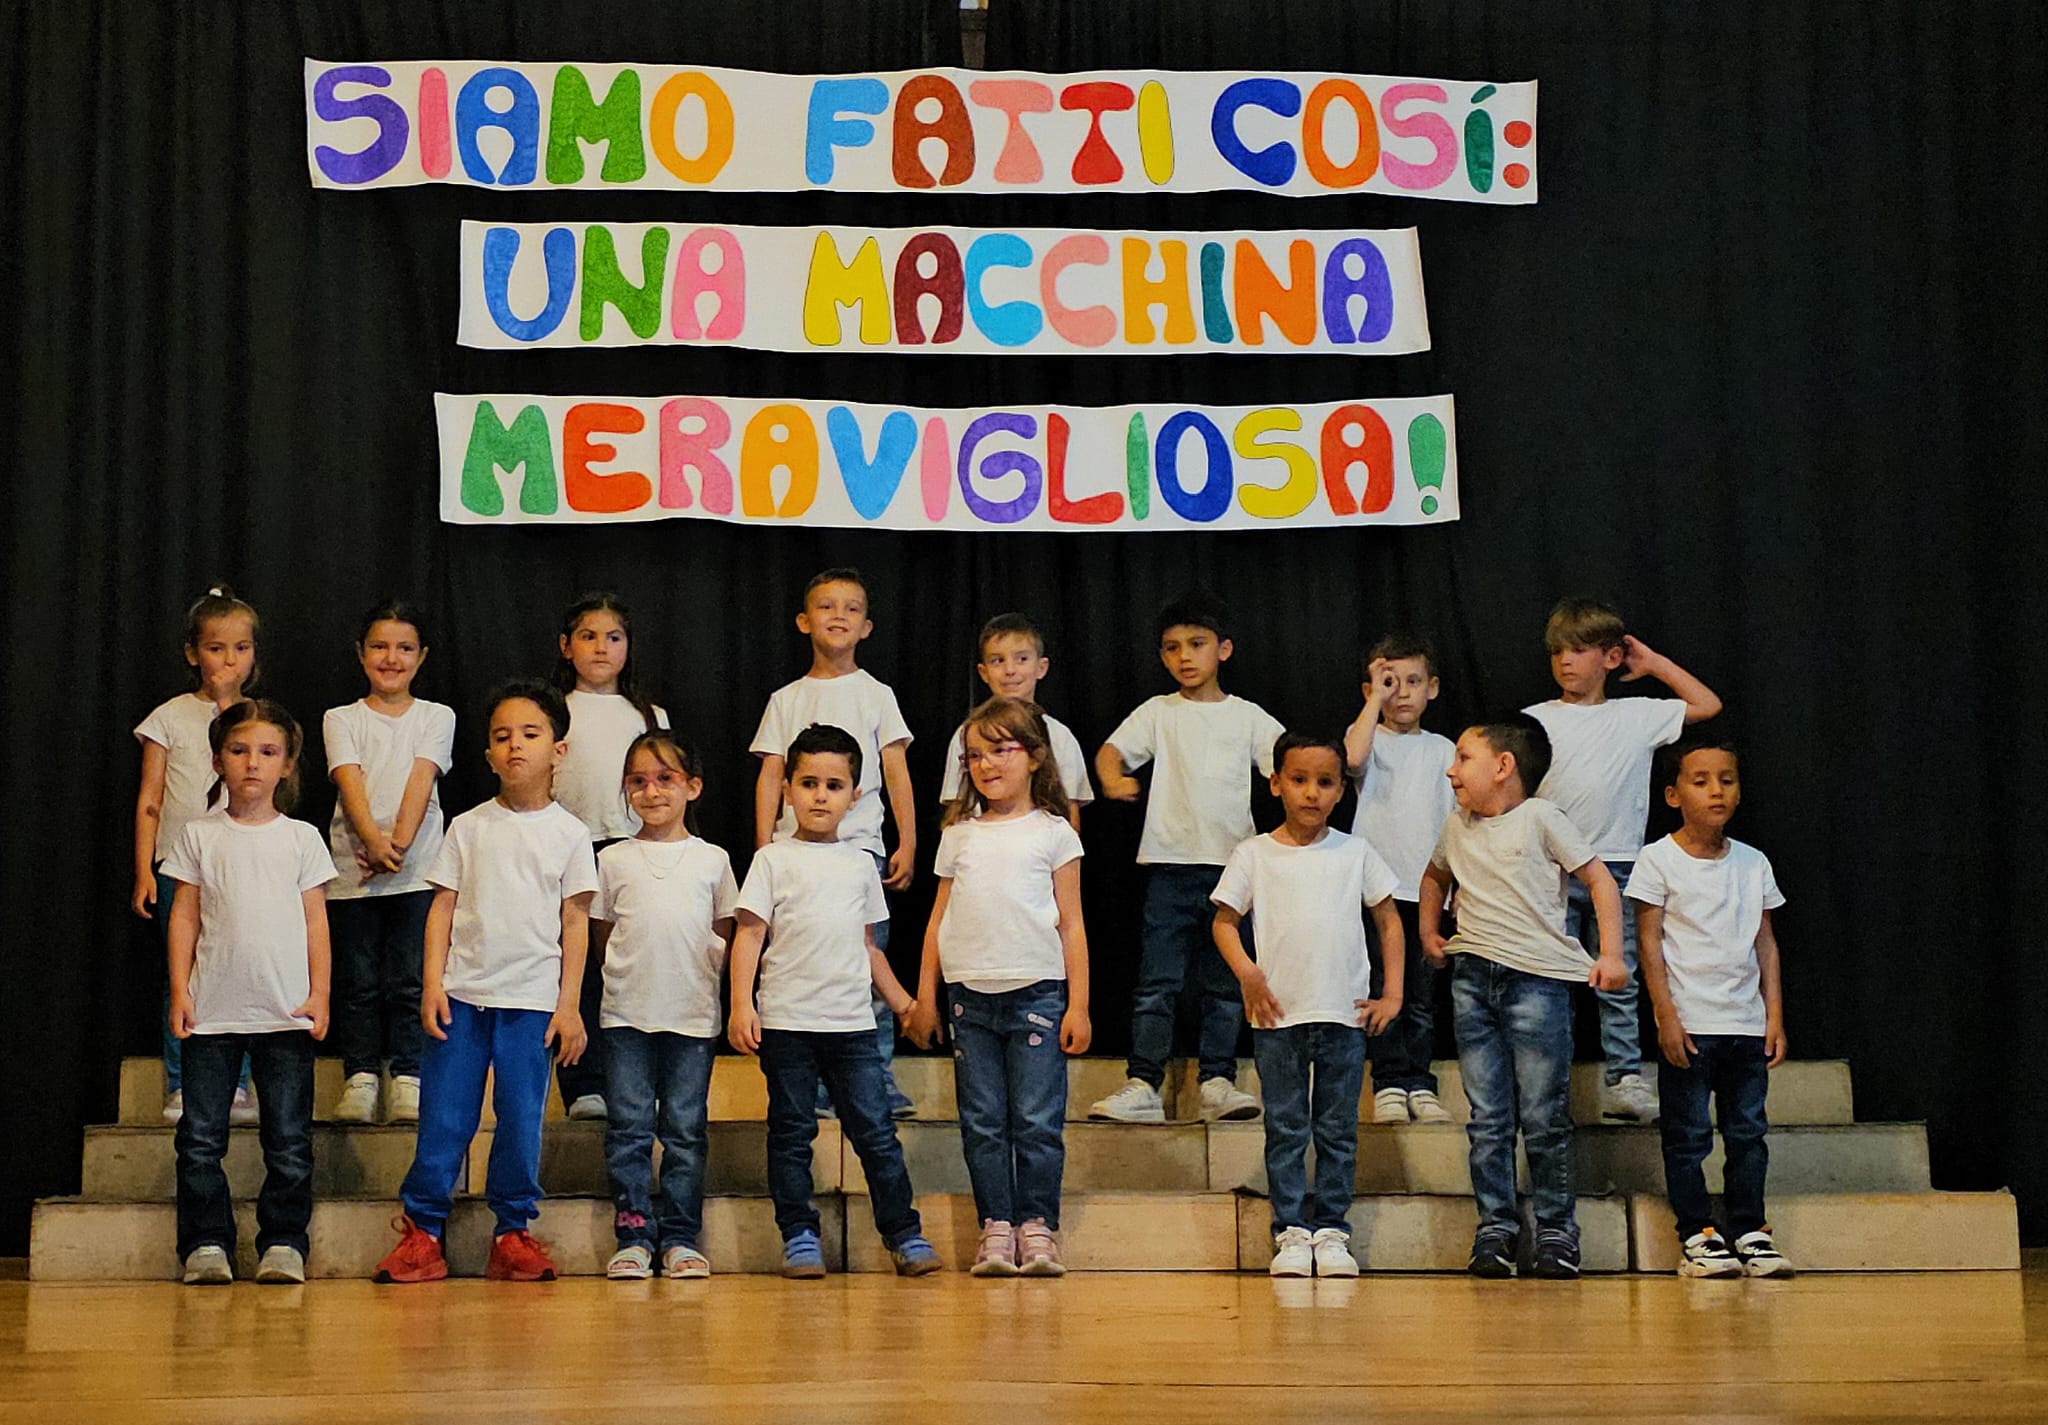 SIAMO FATTI COSÍ:
UNA MACCHINA
MERAVIGLIOSA!